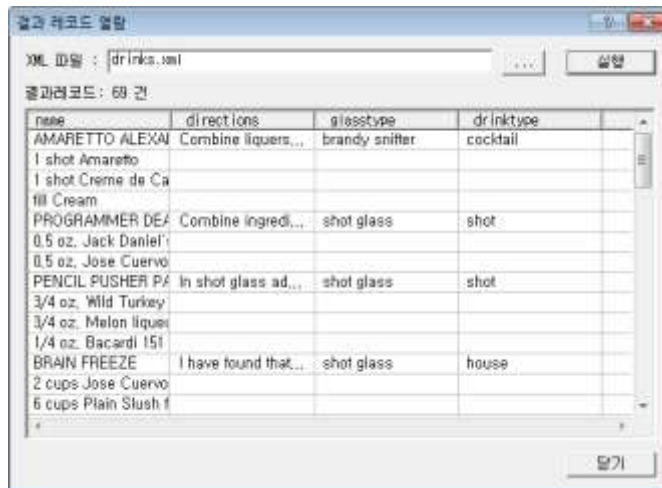 결과 레코드 열람
XML 파일 : drinks.xml ... 실행
결과레코드: 69 건
name directions glasstype drinktype
AMARETTO ALEXAI Combine liquers,... brandy snifter cocktail
1 shot Amaretto
1 shot Creme de Ca
fill Cream
PROGRAMMER DEA Combine ingredi... shot glass shot
0,5 oz, Jack Daniel's
0,5 oz, Jose Cuervo
PENCIL PUSHER PA In shot glass ad... shot glass shot
3/4 oz, Wild Turkey
3/4 oz, Melon liqueu
1/4 oz, Bacardi 151
BRAIN FREEZE I have found that... shot glass house
2 cups Jose Cuervo
6 cups Plain Slush f
닫기